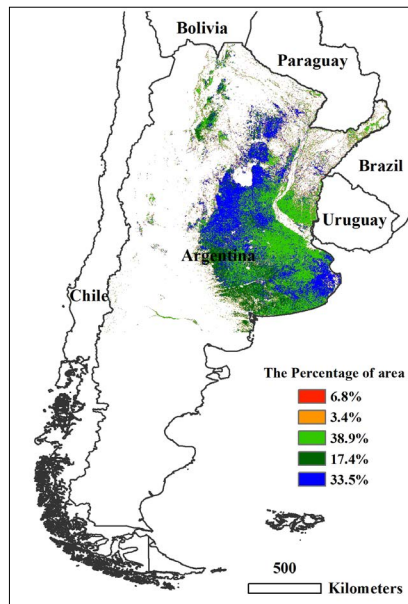 Bolivia
Paraguay
Brazil
Uruguay
Argentina
Chile
The Percentage of area
6.8%
3.4%
38.9%
17.4%
33.5%
500
Kilometers